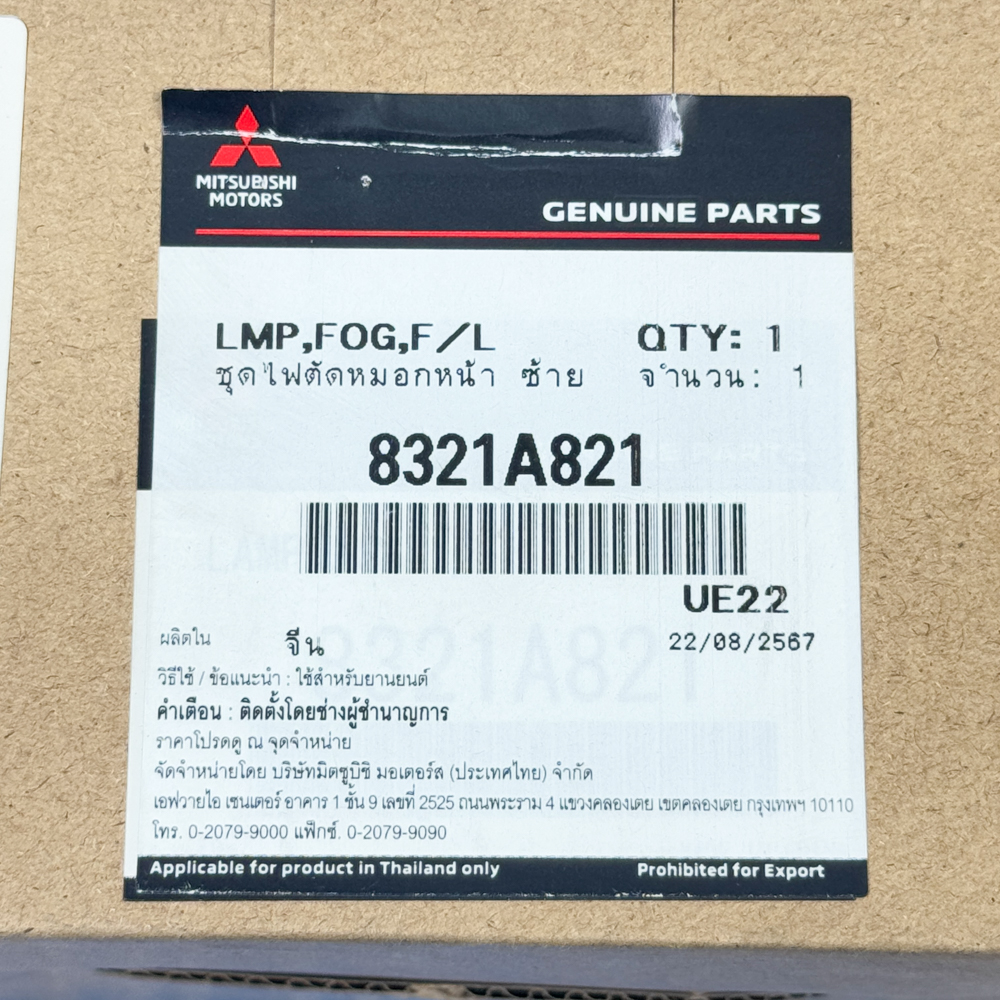 MITSUBISHI
MOTORS
GENUINE PARTS
LMP,FOG,F/L QTY: 1
ชุดไฟตัดหมอกหน้า ซ้าย จำนวน: 1
8321A821
UE22
ผลิตใน จีน 22/08/2567
วิธีใช้ / ข้อแนะนำ : ใช้สำหรับยานยนต์
คำเตือน : ติดตั้งโดยช่างผู้ชำนาญการ
ราคาโปรดดู ณ จุดจำหน่าย
จัดจำหน่ายโดย บริษัทมิตซูบิชิ มอเตอร์ส (ประเทศไทย) จำกัด
เอฟวายไอ เซนเตอร์ อาคาร 1 ชั้น 9 เลขที่ 2525 ถนนพระราม 4 แขวงคลองเตย เขตคลองเตย กรุงเทพฯ 10110
โทร. 0-2079-9000 แฟ็กซ์. 0-2079-9090
Applicable for product in Thailand only Prohibited for Export